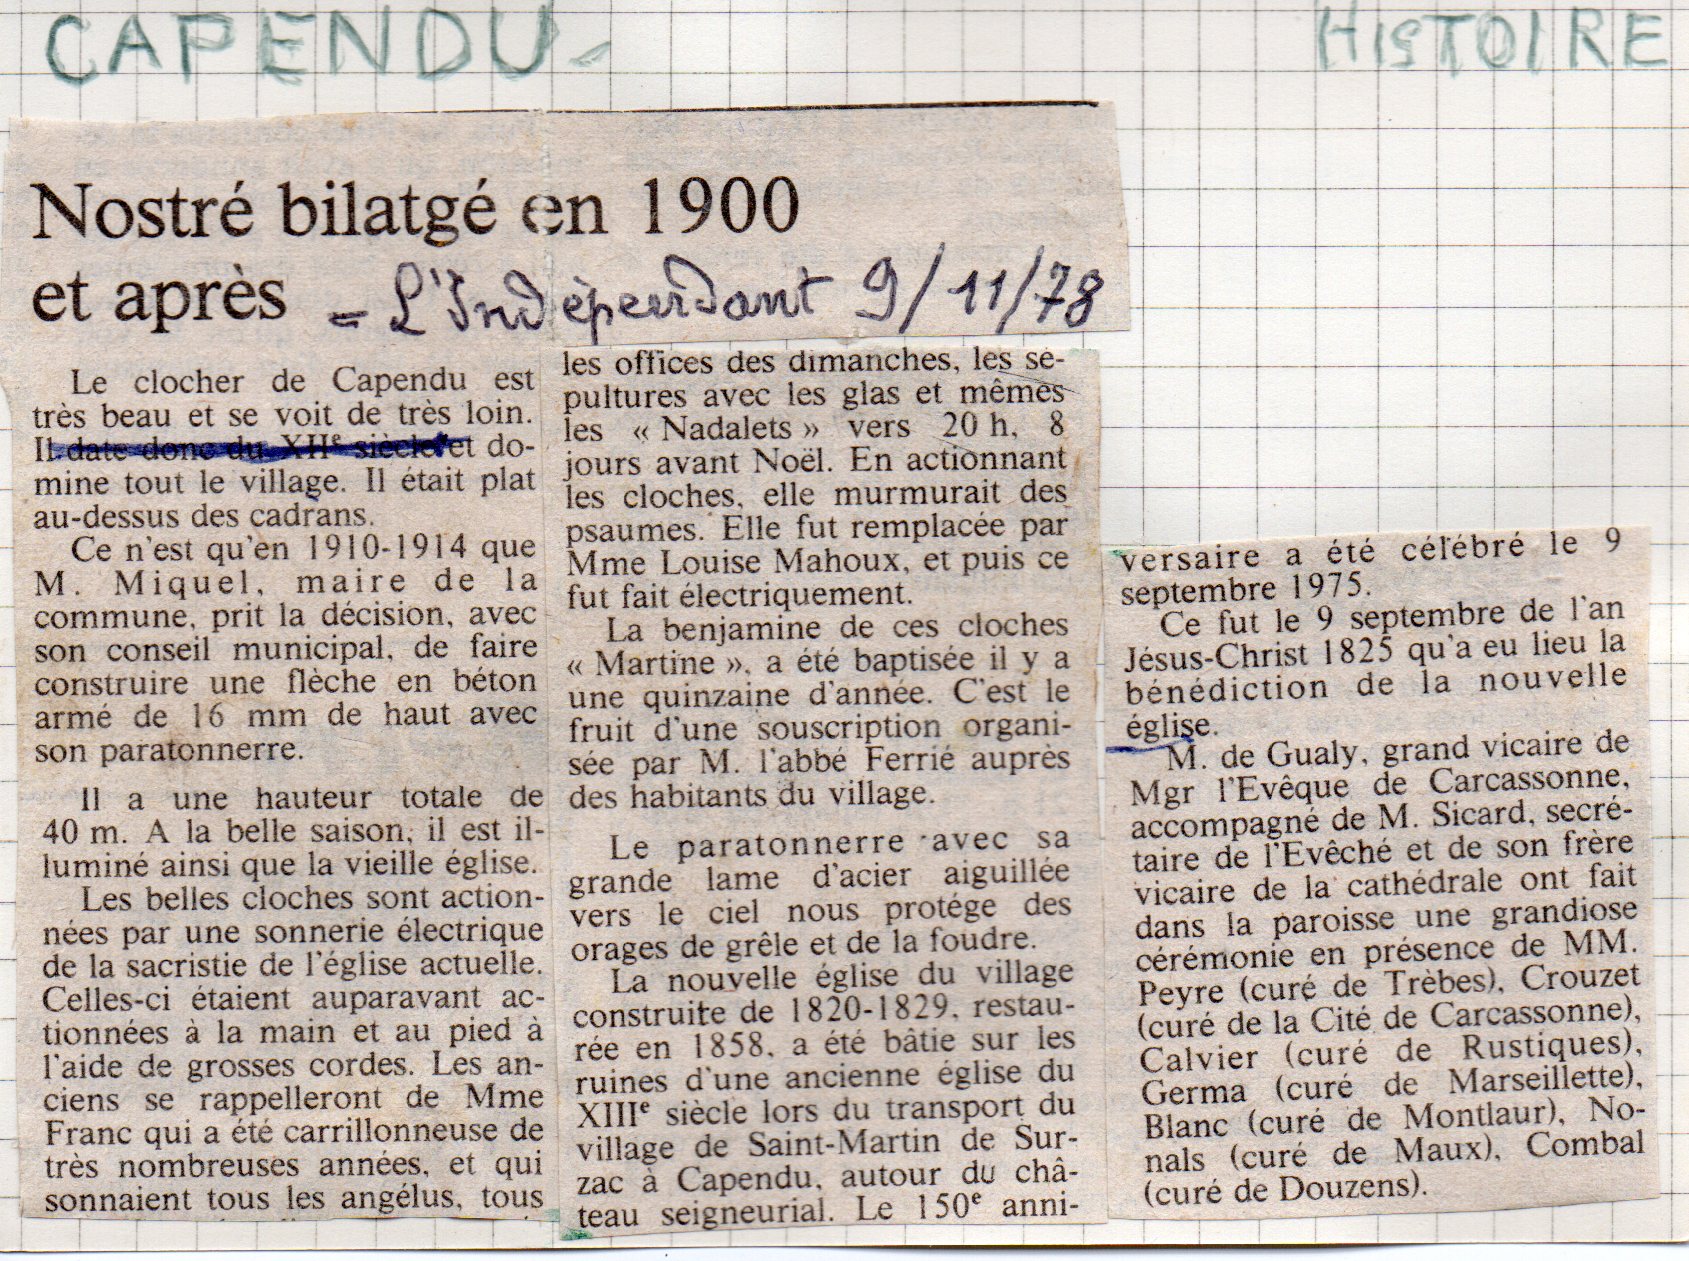 CAPENDU-
HISTOIRE
Nostré bilatgé en 1900
et après = L'Indépendant 9/11/78
Le clocher de Capendu est
très beau et se voit de très loin.
Il date donc du XIIe siècle et do-
mine tout le village. Il était plat
au-dessus des cadrans.
Ce n'est qu'en 1910-1914 que
M. Miquel, maire de la
commune, prit la décision, avec
son conseil municipal, de faire
construire une flèche en béton
armé de 16 mm de haut avec
son paratonnerre.
Il a une hauteur totale de
40 m. A la belle saison, il est il-
luminé ainsi que la vieille église.
Les belles cloches sont action-
nées par une sonnerie électrique
de la sacristie de l'église actuelle.
Celles-ci étaient auparavant ac-
tionnées à la main et au pied à
l'aide de grosses cordes. Les an-
ciens se rappelleront de Mme
Franc qui a été carrillonneuse de
très nombreuses années, et qui
sonnaient tous les angélus, tous
les offices des dimanches, les sé-
pultures avec les glas et mêmes
les « Nadalets » vers 20 h, 8
jours avant Noël. En actionnant
les cloches, elle murmurait des
psaumes. Elle fut remplacée par
Mme Louise Mahoux, et puis ce
fut fait électriquement.
La benjamine de ces cloches
« Martine », a été baptisée il y a
une quinzaine d'année. C'est le
fruit d'une souscription organi-
sée par M. l'abbé Ferrié auprès
des habitants du village.
Le paratonnerre avec sa
grande lame d'acier aiguillée
vers le ciel nous protége des
orages de grêle et de la foudre.
La nouvelle église du village
construite de 1820-1829, restau-
rée en 1858, a été bâtie sur les
ruines d'une ancienne église du
XIIIe siècle lors du transport du
village de Saint-Martin de Sur-
zac à Capendu, autour du châ-
teau seigneurial. Le 150e anni-
versaire a été célébré le 9
septembre 1975.
Ce fut le 9 septembre de l'an
Jésus-Christ 1825 qu'a eu lieu la
bénédiction de la nouvelle
église.
M. de Gualy, grand vicaire de
Mgr l'Evêque de Carcassonne,
accompagné de M. Sicard, secré-
taire de l'Evêché et de son frère
vicaire de la cathédrale ont fait
dans la paroisse une grandiose
cérémonie en présence de MM.
Peyre (curé de Trèbes), Crouzet
(curé de la Cité de Carcassonne),
Calvier (curé de Rustiques),
Germa (curé de Marseillette),
Blanc (curé de Montlaur), No-
nals (curé de Maux), Combal
(curé de Douzens).